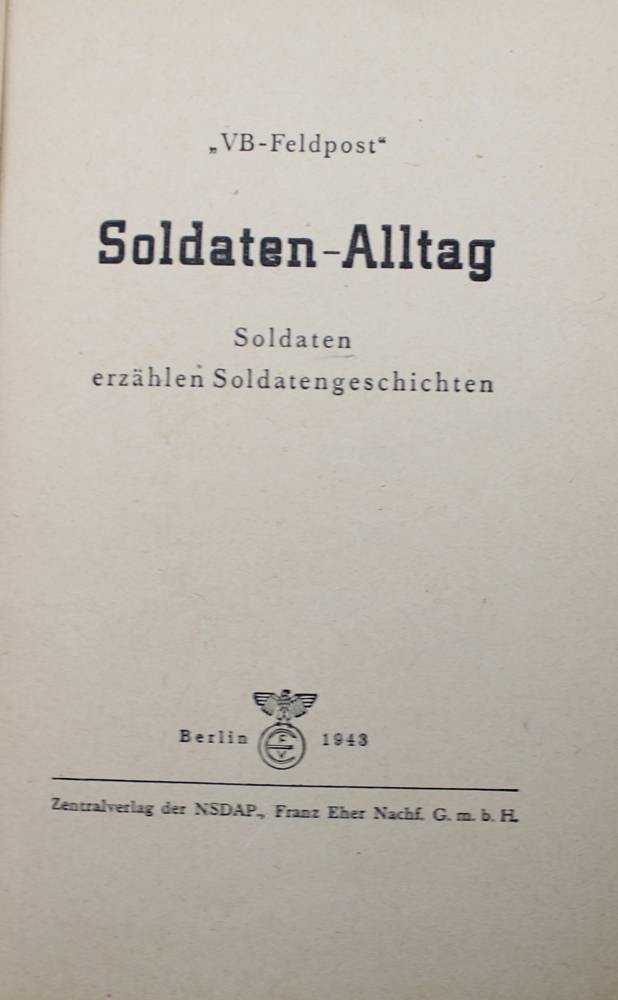 „VB-Feldpost“
Soldaten-Alltag
Soldaten
erzählen Soldatengeschichten
Berlin 1943
Zentralverlag der NSDAP., Franz Eher Nachf. G. m. b. H.